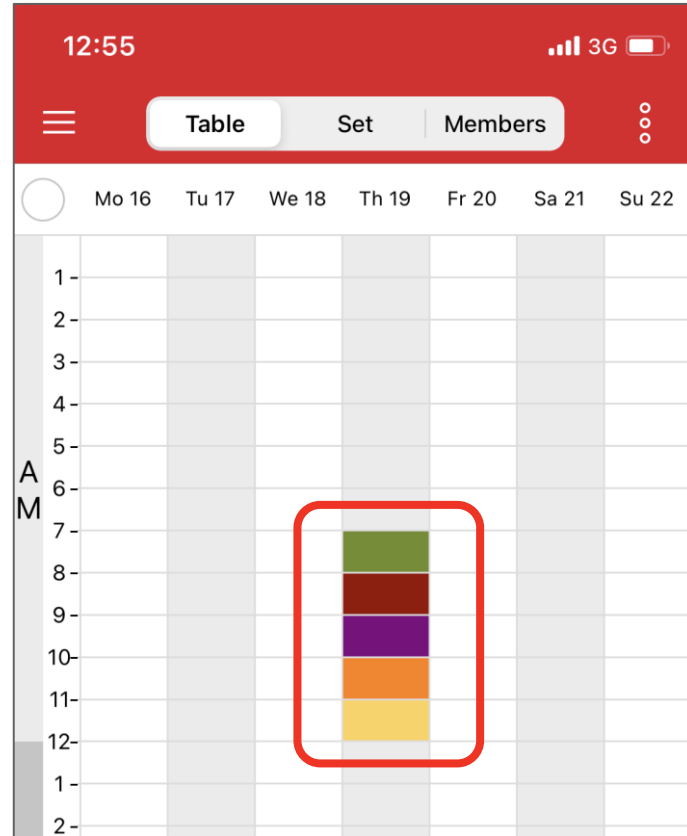 12:55 3G
Table Set Members
Mo 16 Tu 17 We 18 Th 19 Fr 20 Sa 21 Su 22
1-
2-
3-
4-
5-
A
6-
M
7-
8-
9-
10-
11-
12-
1-
2-